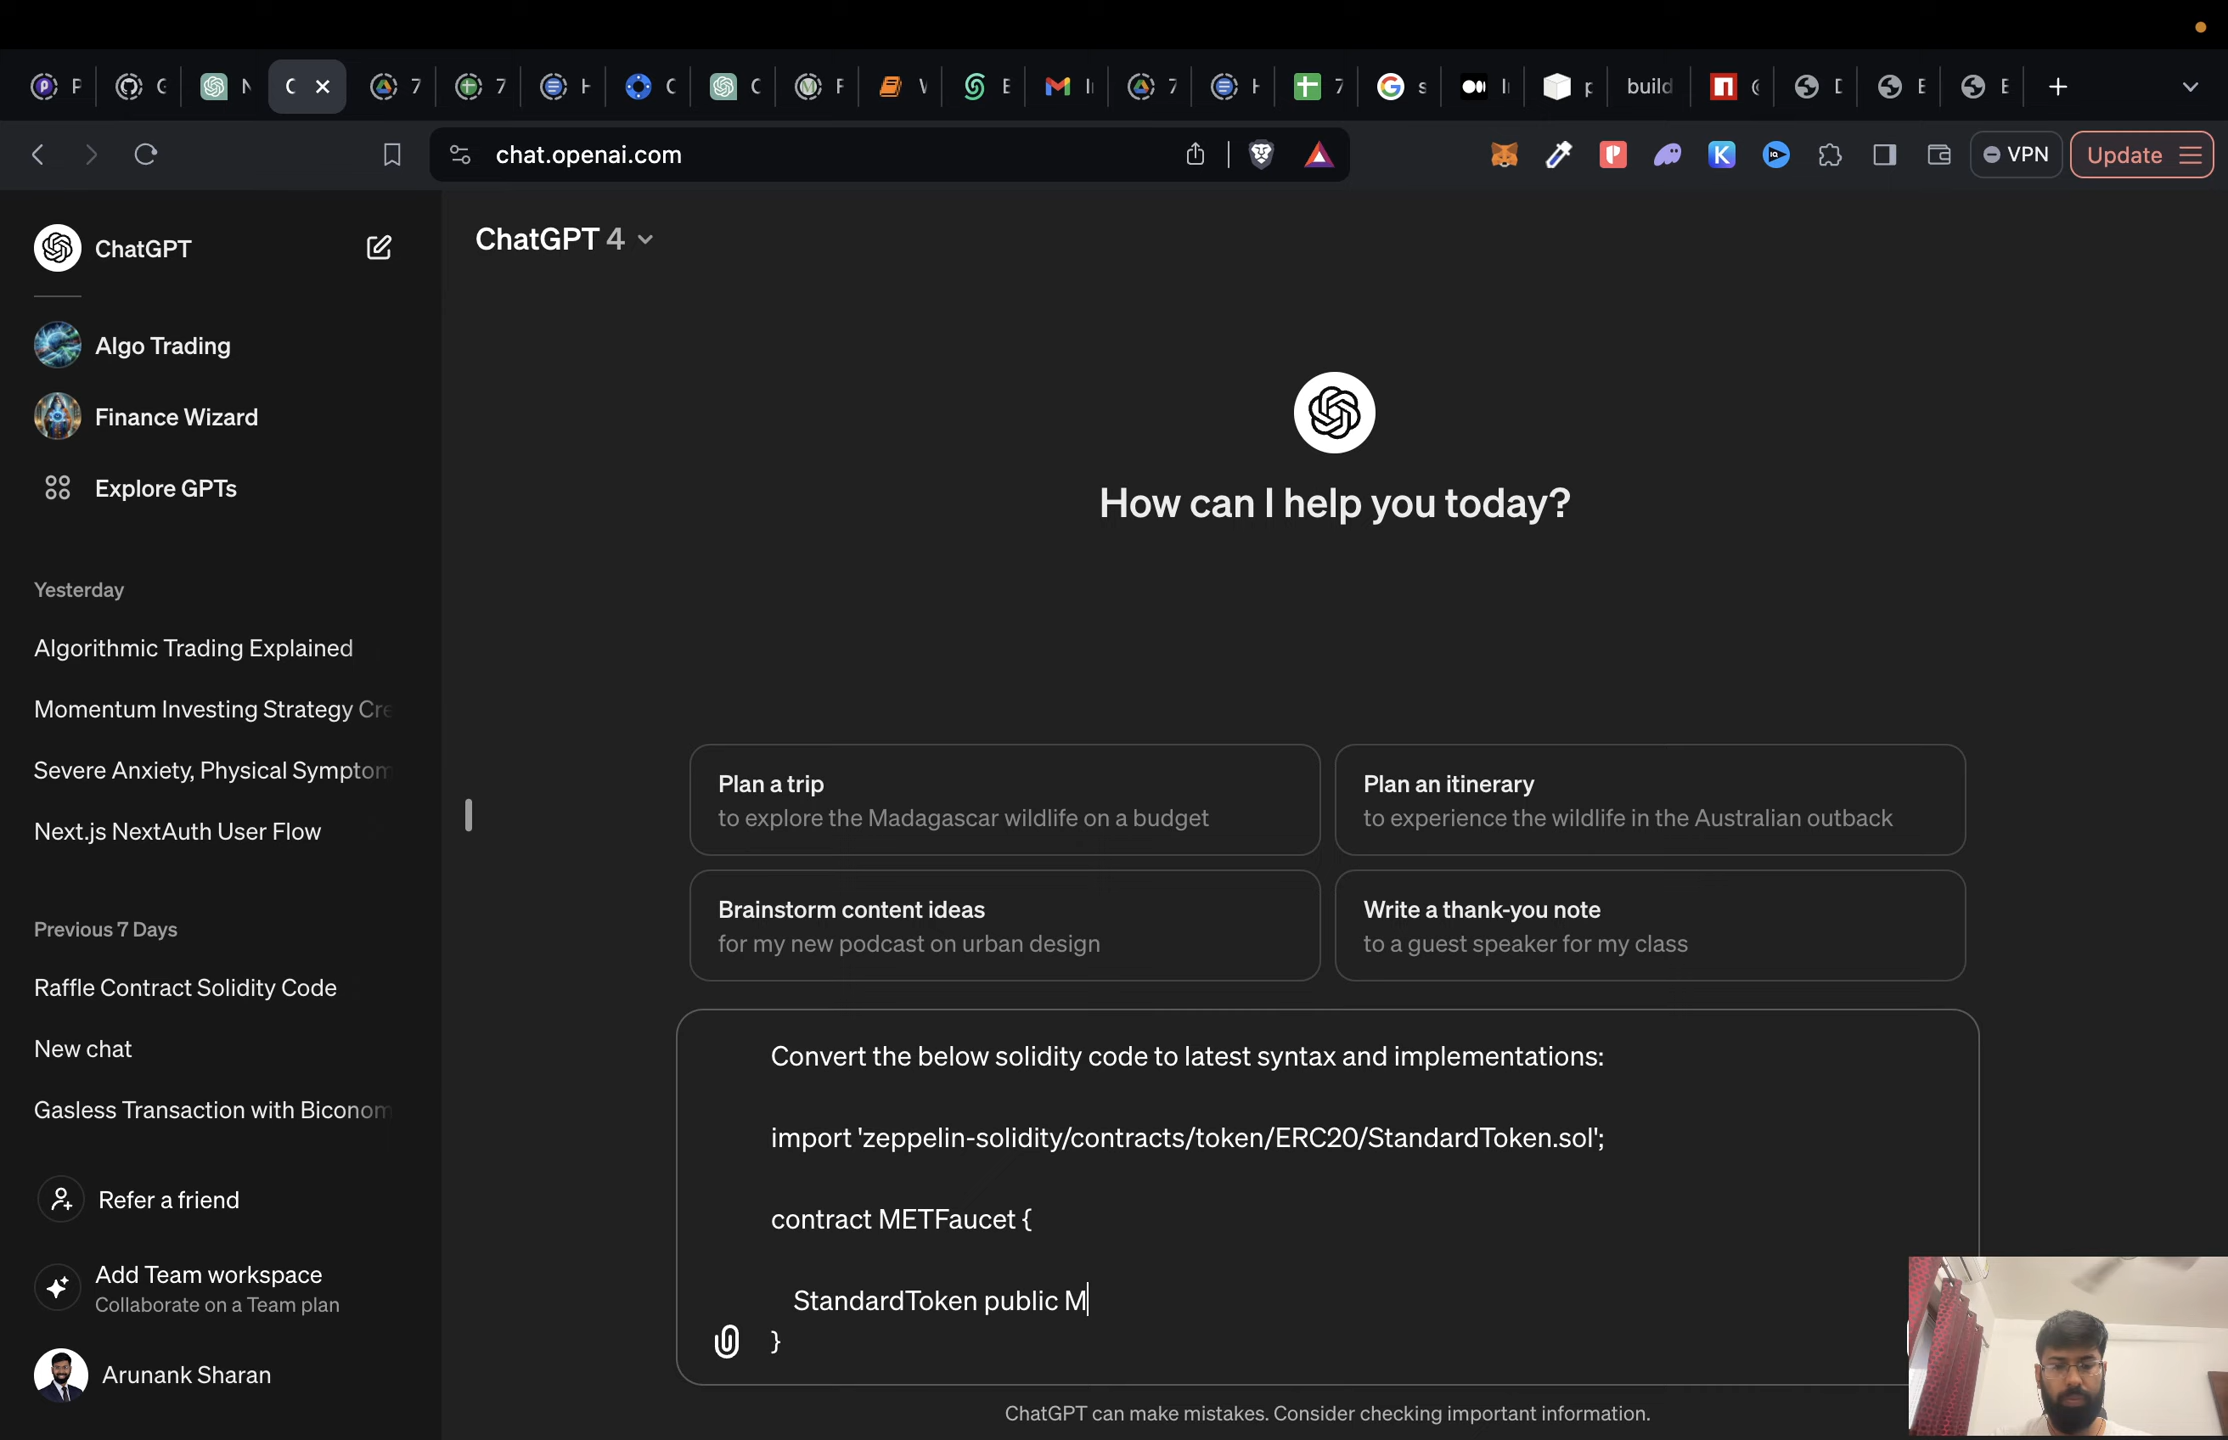 P
G
N
C
7
7
H
C
C
F
V
E
I
7
H
7
s
I
p
build
(
D
E
E
chat.openai.com
VPN
Update
ChatGPT
Algo Trading
Finance Wizard
Explore GPTs
Yesterday
Algorithmic Trading Explained
Momentum Investing Strategy Cre
Severe Anxiety, Physical Symptom
Next.js NextAuth User Flow
Previous 7 Days
Raffle Contract Solidity Code
New chat
Gasless Transaction with Biconom
Refer a friend
Add Team workspace
Collaborate on a Team plan
Arunank Sharan
ChatGPT 4
How can I help you today?
Plan a trip
to explore the Madagascar wildlife on a budget
Plan an itinerary
to experience the wildlife in the Australian outback
Brainstorm content ideas
for my new podcast on urban design
Write a thank-you note
to a guest speaker for my class
Convert the below solidity code to latest syntax and implementations:
import 'zeppelin-solidity/contracts/token/ERC20/StandardToken.sol';
contract METFaucet {
StandardToken public M
}
ChatGPT can make mistakes. Consider checking important information.